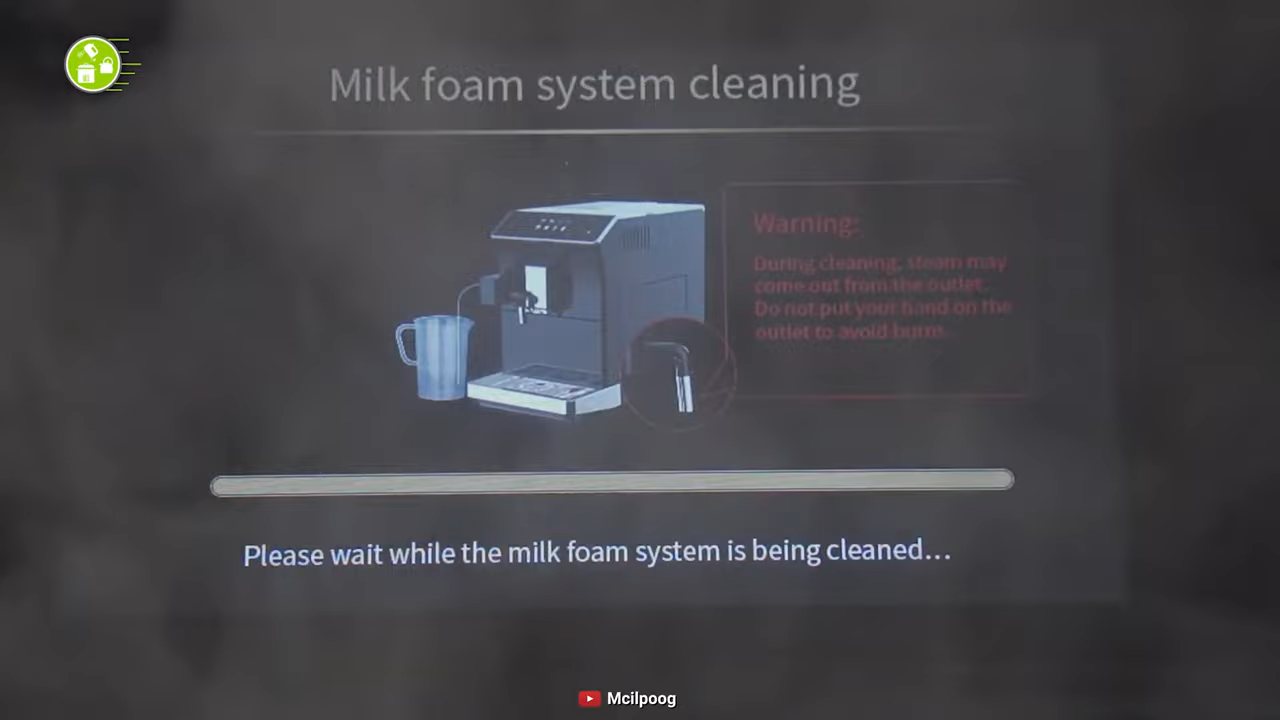 Milk foam system cleaning
Warning:
During cleaning, steam may
come out from the outlet.
Do not put your hand on the
outlet to avoid burns.
Please wait while the milk foam system is being cleaned...
Mcilpoog